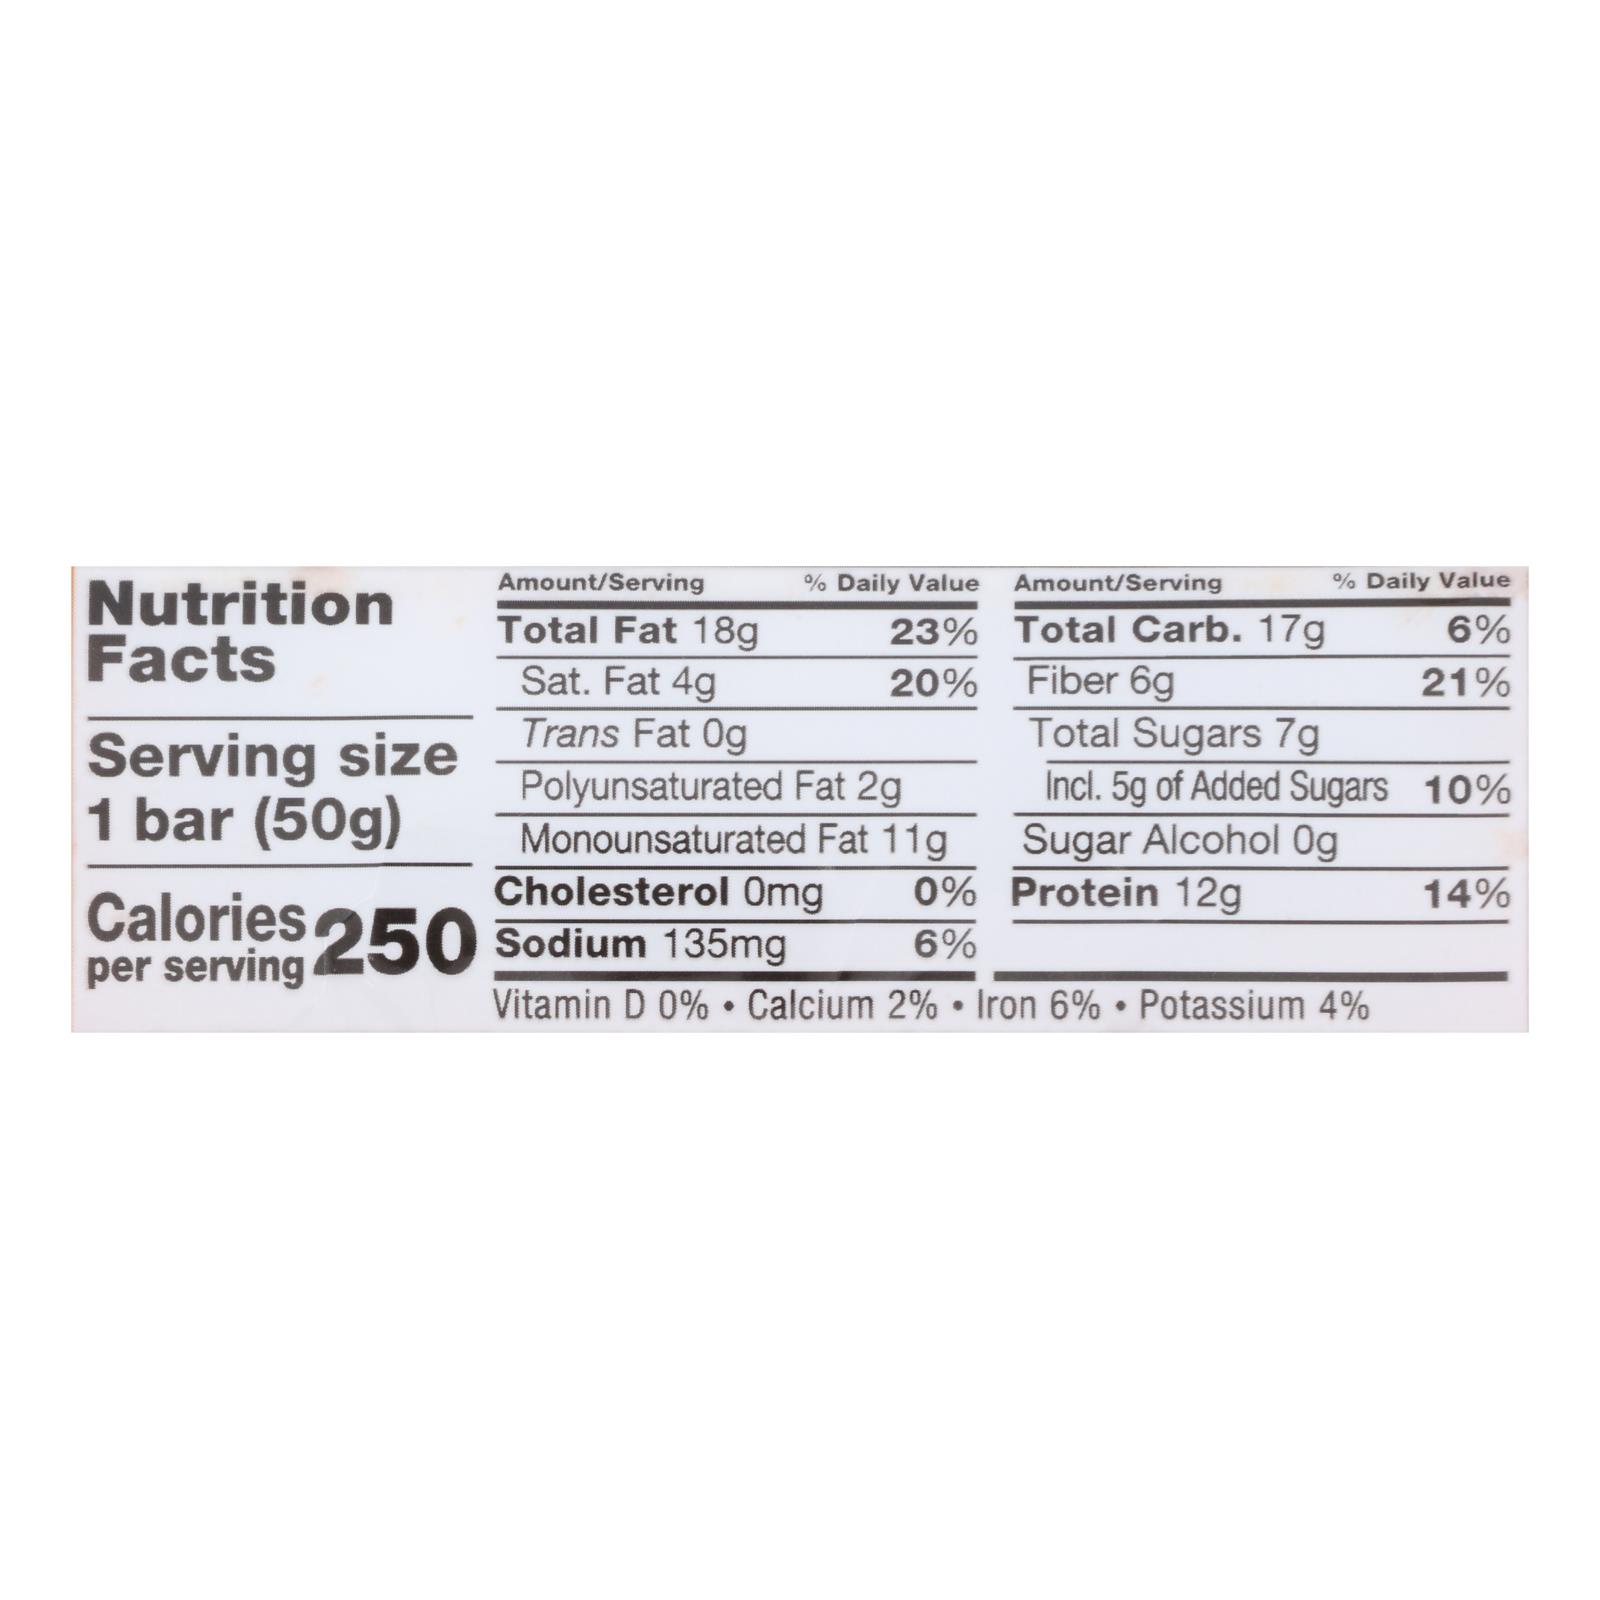 Nutrition
Facts
Serving size
1 bar (50g)
Calories
per serving
250
Amount/Serving % Daily Value
Total Fat 18g 23%
Sat. Fat 4g 20%
Trans Fat 0g
Polyunsaturated Fat 2g
Monounsaturated Fat 11g
Cholesterol 0mg 0%
Sodium 135mg 6%
Amount/Serving % Daily Value
Total Carb. 17g 6%
Fiber 6g 21%
Total Sugars 7g
Incl. 5g of Added Sugars 10%
Sugar Alcohol 0g
Protein 12g 14%
Vitamin D 0% • Calcium 2% • Iron 6% • Potassium 4%